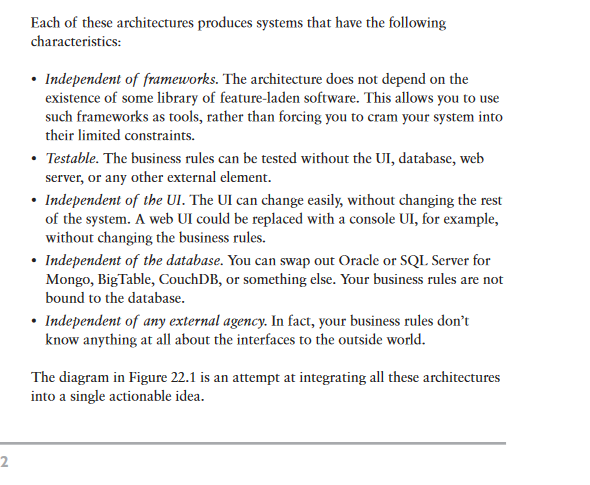 Each of these architectures produces systems that have the following
characteristics:
• Independent of frameworks. The architecture does not depend on the
existence of some library of feature-laden software. This allows you to use
such frameworks as tools, rather than forcing you to cram your system into
their limited constraints.
• Testable. The business rules can be tested without the UI, database, web
server, or any other external element.
• Independent of the UI. The UI can change easily, without changing the rest
of the system. A web UI could be replaced with a console UI, for example,
without changing the business rules.
• Independent of the database. You can swap out Oracle or SQL Server for
Mongo, BigTable, CouchDB, or something else. Your business rules are not
bound to the database.
• Independent of any external agency. In fact, your business rules don’t
know anything at all about the interfaces to the outside world.
The diagram in Figure 22.1 is an attempt at integrating all these architectures
into a single actionable idea.
2